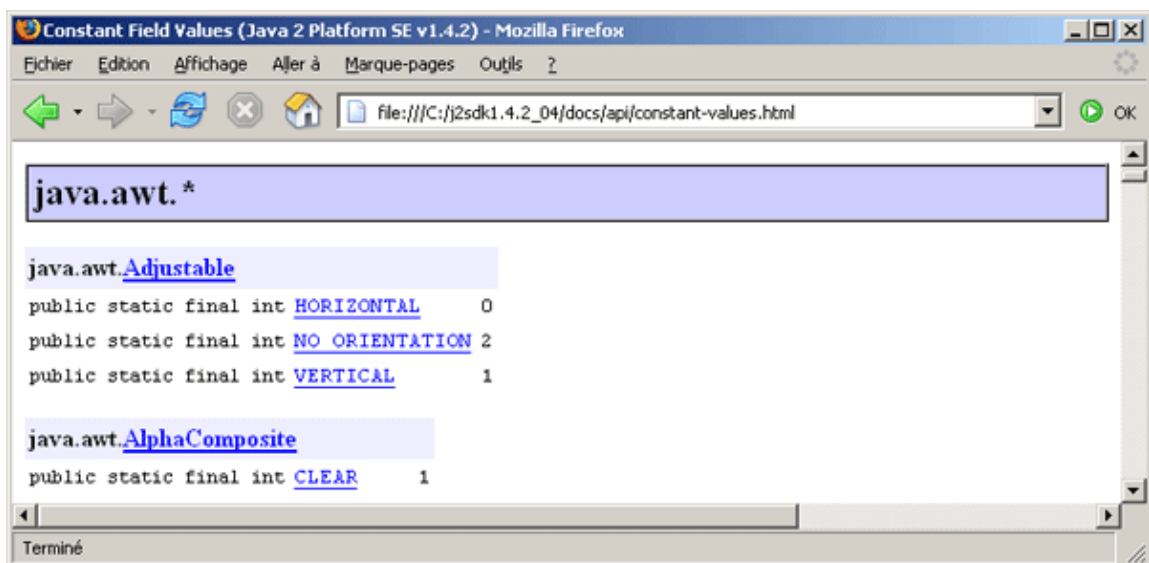 Constant Field Values (Java 2 Platform SE v1.4.2) - Mozilla Firefox
Fichier Edition Affichage Aller à Marque-pages Outils ?
file:///C:/j2sdk1.4.2_04/docs/api/constant-values.html OK
java.awt.*
java.awt.Adjustable
public static final int HORIZONTAL 0
public static final int NO_ORIENTATION 2
public static final int VERTICAL 1
java.awt.AlphaComposite
public static final int CLEAR 1
Terminé